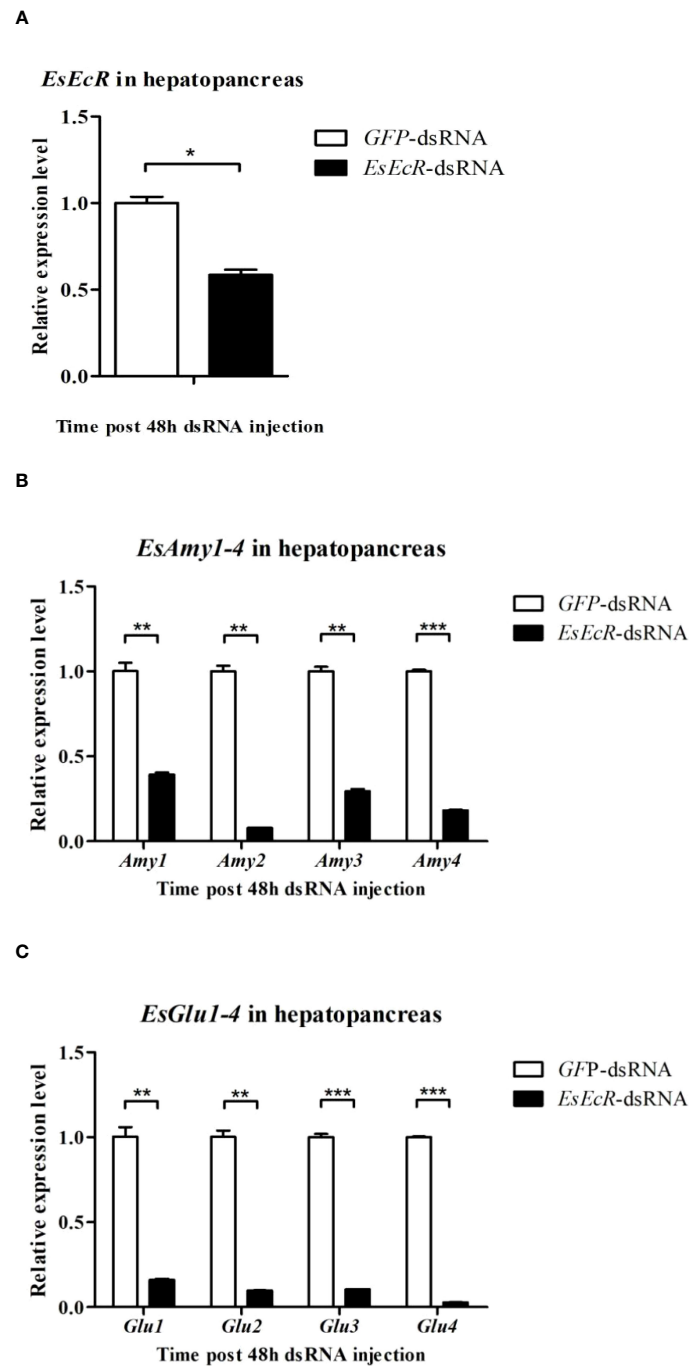 A
EsEcR in hepatopancreas
1.5
1.0
0.5
0.0
Relative expression level
*
GFP-dsRNA
EsEcR-dsRNA
Time post 48h dsRNA injection
B
EsAmy1-4 in hepatopancreas
1.5
1.0
0.5
0.0
Relative expression level
** ** ** ***
GFP-dsRNA
EsEcR-dsRNA
Amy1 Amy2 Amy3 Amy4
Time post 48h dsRNA injection
C
EsGlu1-4 in hepatopancreas
1.5
1.0
0.5
0.0
Relative expression level
** ** *** ***
GFP-dsRNA
EsEcR-dsRNA
Glu1 Glu2 Glu3 Glu4
Time post 48h dsRNA injection